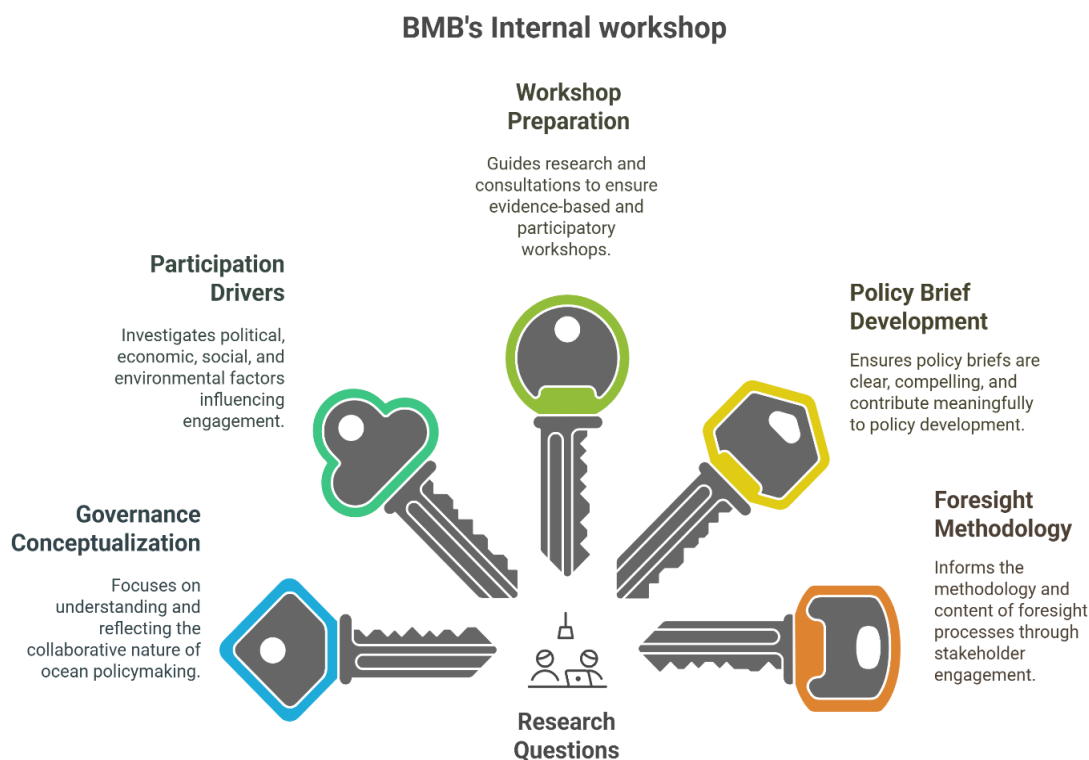 BMB's Internal workshop
Workshop
Preparation
Guides research and
consultations to ensure
evidence-based and
participatory
workshops.
Participation
Drivers
Investigates political,
economic, social, and
environmental factors
influencing
engagement.
Policy Brief
Development
Ensures policy briefs are
clear, compelling, and
contribute meaningfully
to policy development.
Governance
Conceptualization
Focuses on
understanding and
reflecting the
collaborative nature of
ocean policymaking.
Foresight
Methodology
Informs the
methodology and
content of foresight
processes through
stakeholder
engagement.
Research
Questions